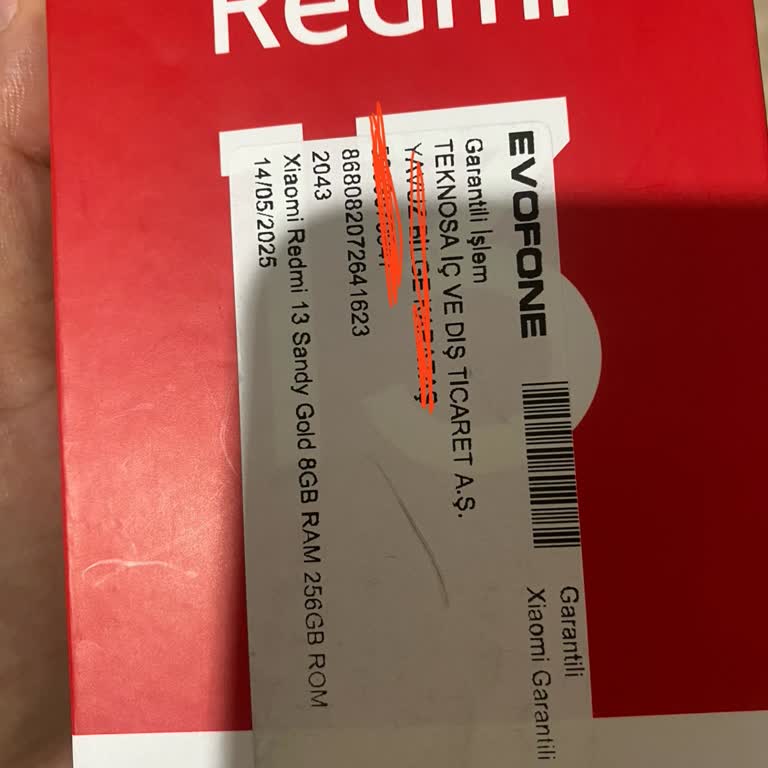 Redmi
EVOFONE
Garantili
Xiaomi Garantili
Garantili İşlem
TEKNOSA İÇ VE DIŞ TİCARET A.Ş.
868082072641623
2043
Xiaomi Redmi 13 Sandy Gold 8GB RAM 256GB ROM
14/05/2025